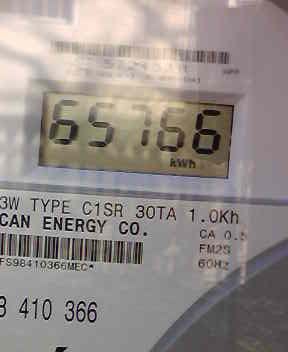 65766
kWh
3W TYPE C1SR 30TA 1.0Kh
CAN ENERGY CO.
CA 0.5
FM2S
60Hz
FS98410366MEC*
8 410 366